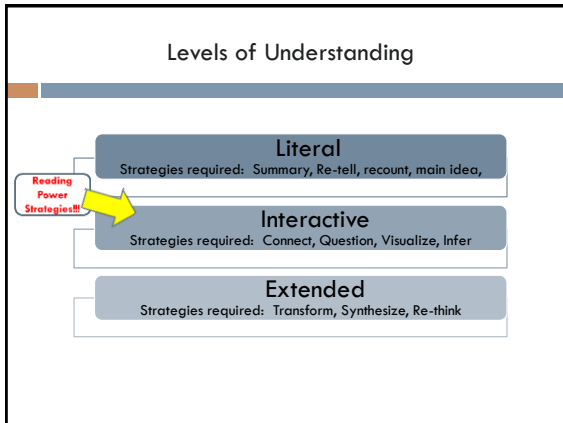 Levels of Understanding
Literal
Strategies required: Summary, Re-tell, recount, main idea,
Reading
Power
Strategies!!!
Interactive
Strategies required: Connect, Question, Visualize, Infer
Extended
Strategies required: Transform, Synthesize, Re-think